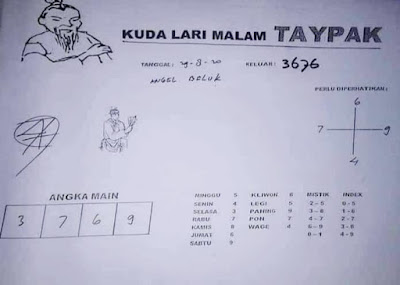 KUDA LARI MALAM TAYPAK
TANGGAL: 29-8-20 KELUAR: 3676
ANGEL
PERLU DIPERHATIKAN:
6
7 9
4
ANGKA MAIN
3 7 6 9
MINGGU 5 KLIWON 8 MISTIK INDEX
SENIN 4 LEGI 5 2-5 0-5
SELASA 3 PAHING 9 3-8 1-6
RABU 7 PON 7 4-7 2-7
KAMIS 8 WAGE 4 6-9 3-8
JUMAT 6 0-1 4-9
SABTU 9